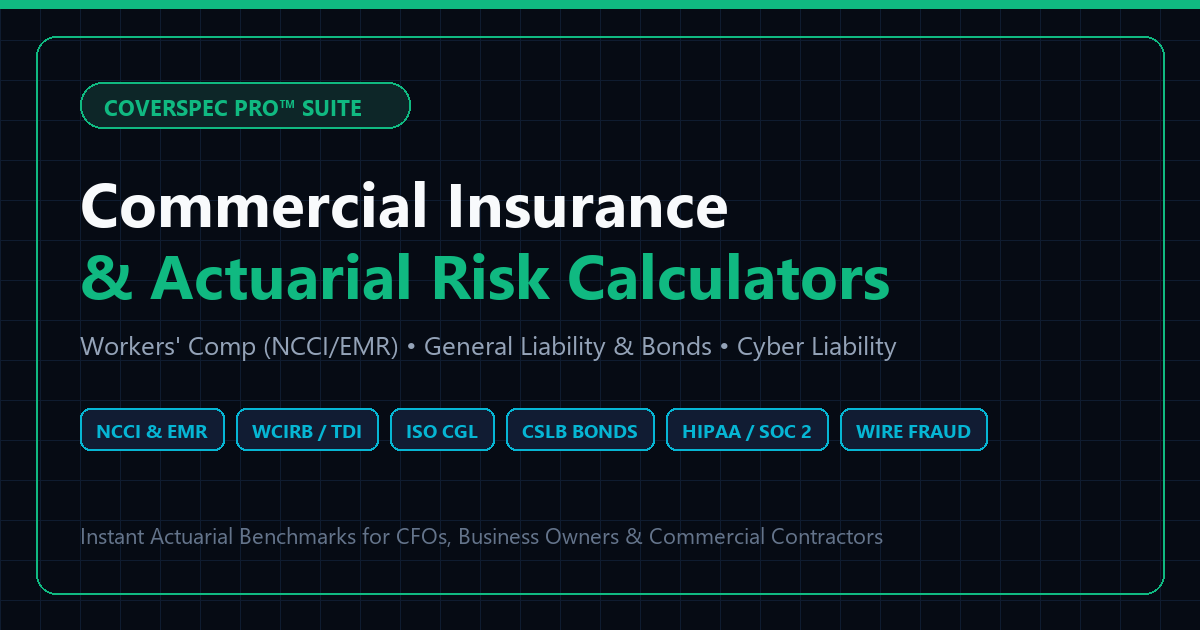 COVERSPEC PRO™ SUITE
Commercial Insurance
& Actuarial Risk Calculators
Workers' Comp (NCCI/EMR) • General Liability & Bonds • Cyber Liability
NCCI & EMR
WCIRB / TDI
ISO CGL
CSLB BONDS
HIPAA / SOC 2
WIRE FRAUD
Instant Actuarial Benchmarks for CFOs, Business Owners & Commercial Contractors